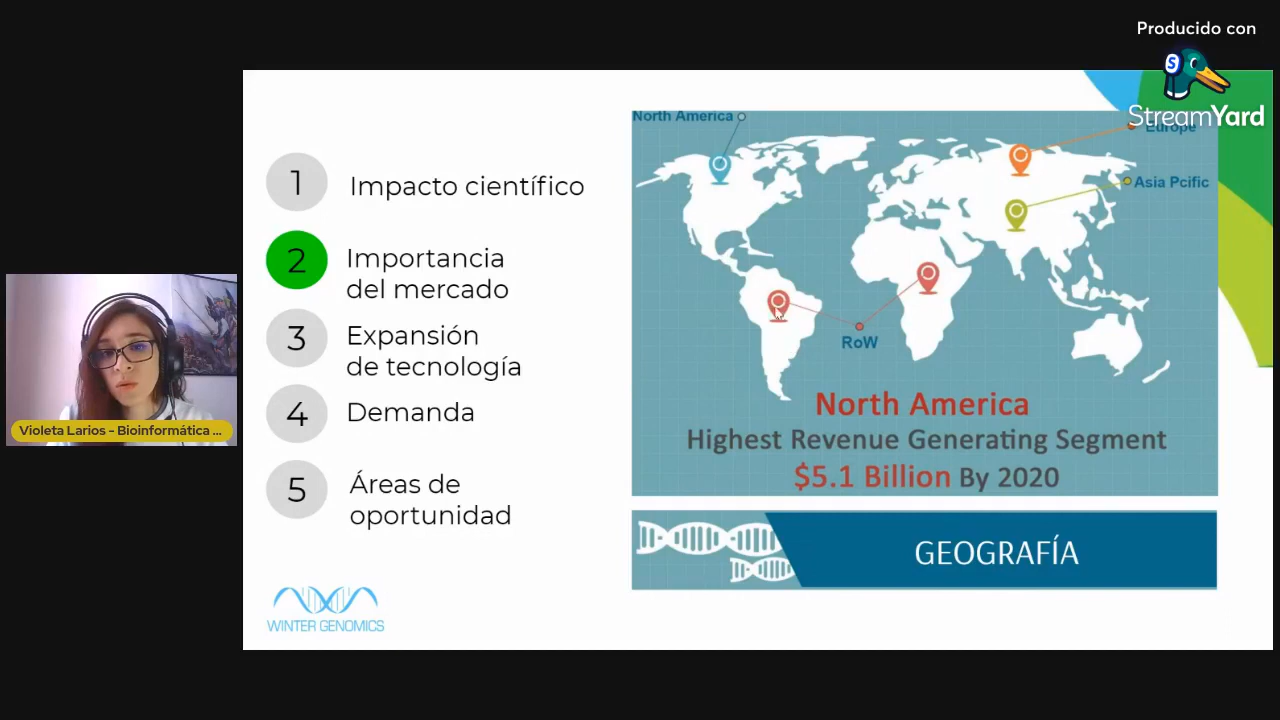 Producido con
StreamYard
1
Impacto científico
2
Importancia
del mercado
3
Expansión
de tecnología
4
Demanda
5
Áreas de
oportunidad
WINTER GENOMICS
North America
Europe
Asia Pcific
RoW
North America
Highest Revenue Generating Segment
$5.1 Billion By 2020
GEOGRAFÍA
Violeta Larios - Bioinformática ...